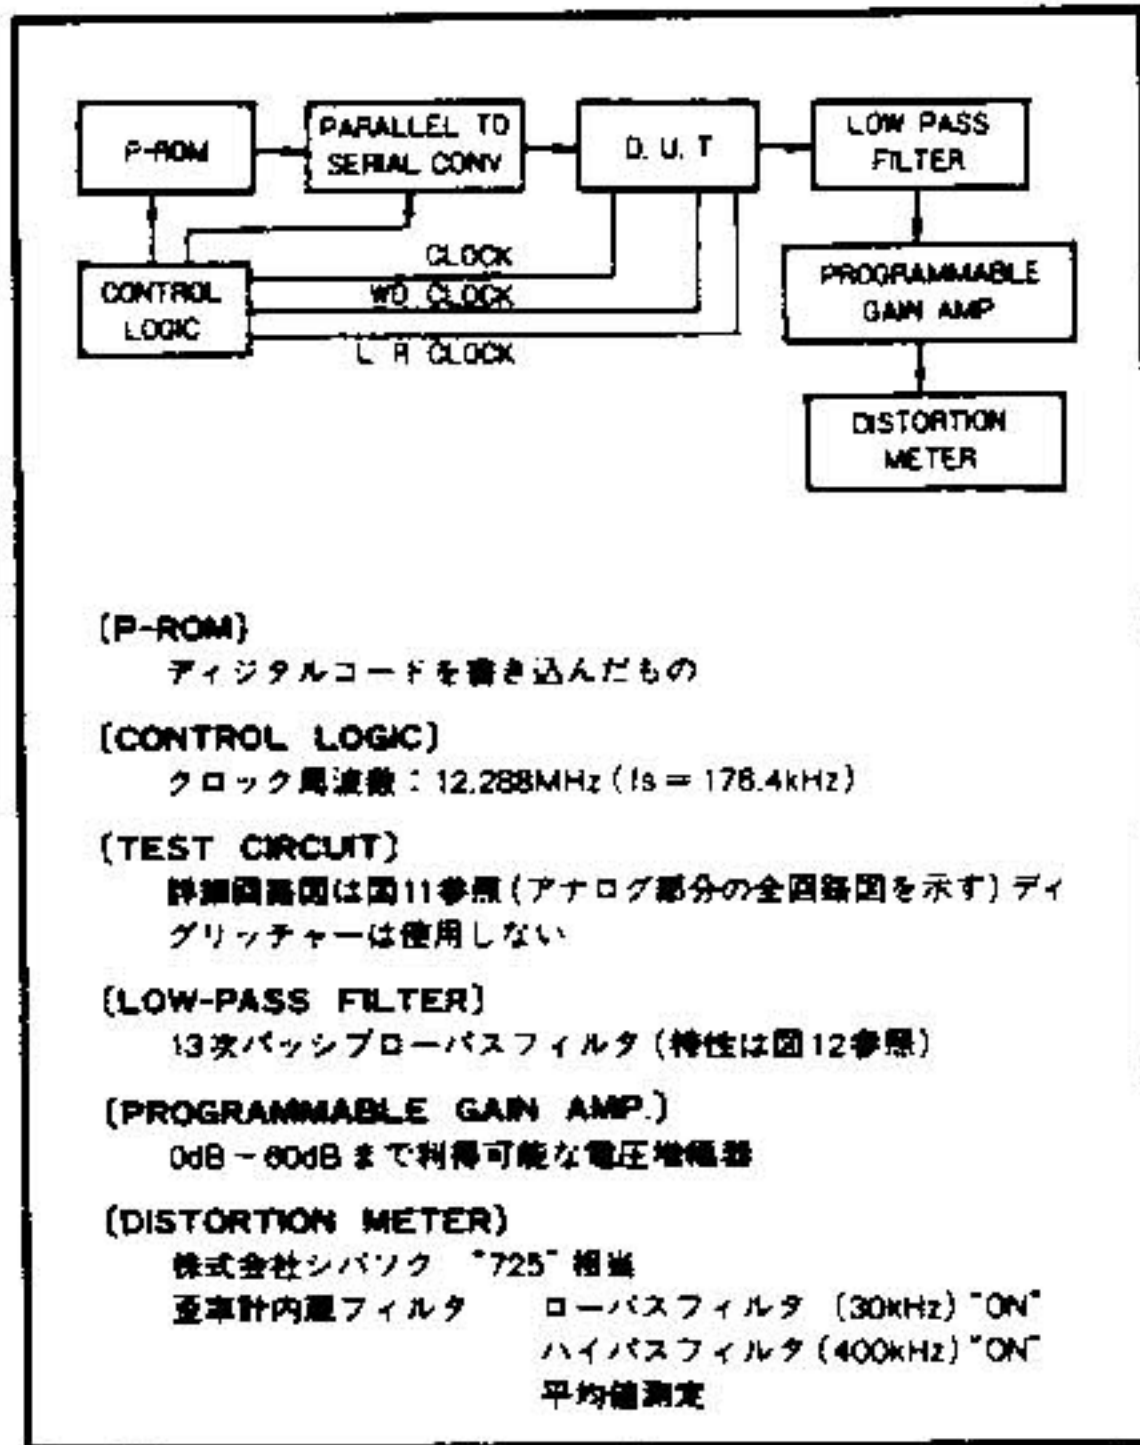 P-ROM
PARALLEL TO
SERIAL CONV
D. U. T
LOW PASS
FILTER
CONTROL
LOGIC
CLOCK
WD. CLOCK
L R CLOCK
PROGRAMMABLE
GAIN AMP
DISTORTION
METER
(P-ROM)
ディジタルコードを書き込んだもの
(CONTROL LOGIC)
クロック周波数：12.288MHz (fs = 176.4kHz)
(TEST CIRCUIT)
詳細回路図は図11参照(アナログ部分の全回路図を示す)ディ
グリッチャーは使用しない
(LOW-PASS FILTER)
13次パッシブローパスフィルタ(特性は図12参照)
(PROGRAMMABLE GAIN AMP.)
0dB～60dBまで利得可能な電圧増幅器
(DISTORTION METER)
株式会社シバソク "725" 相当
歪率計内蔵フィルタ ローパスフィルタ (30kHz) "ON"
ハイパスフィルタ(400kHz) "ON"
平均値測定